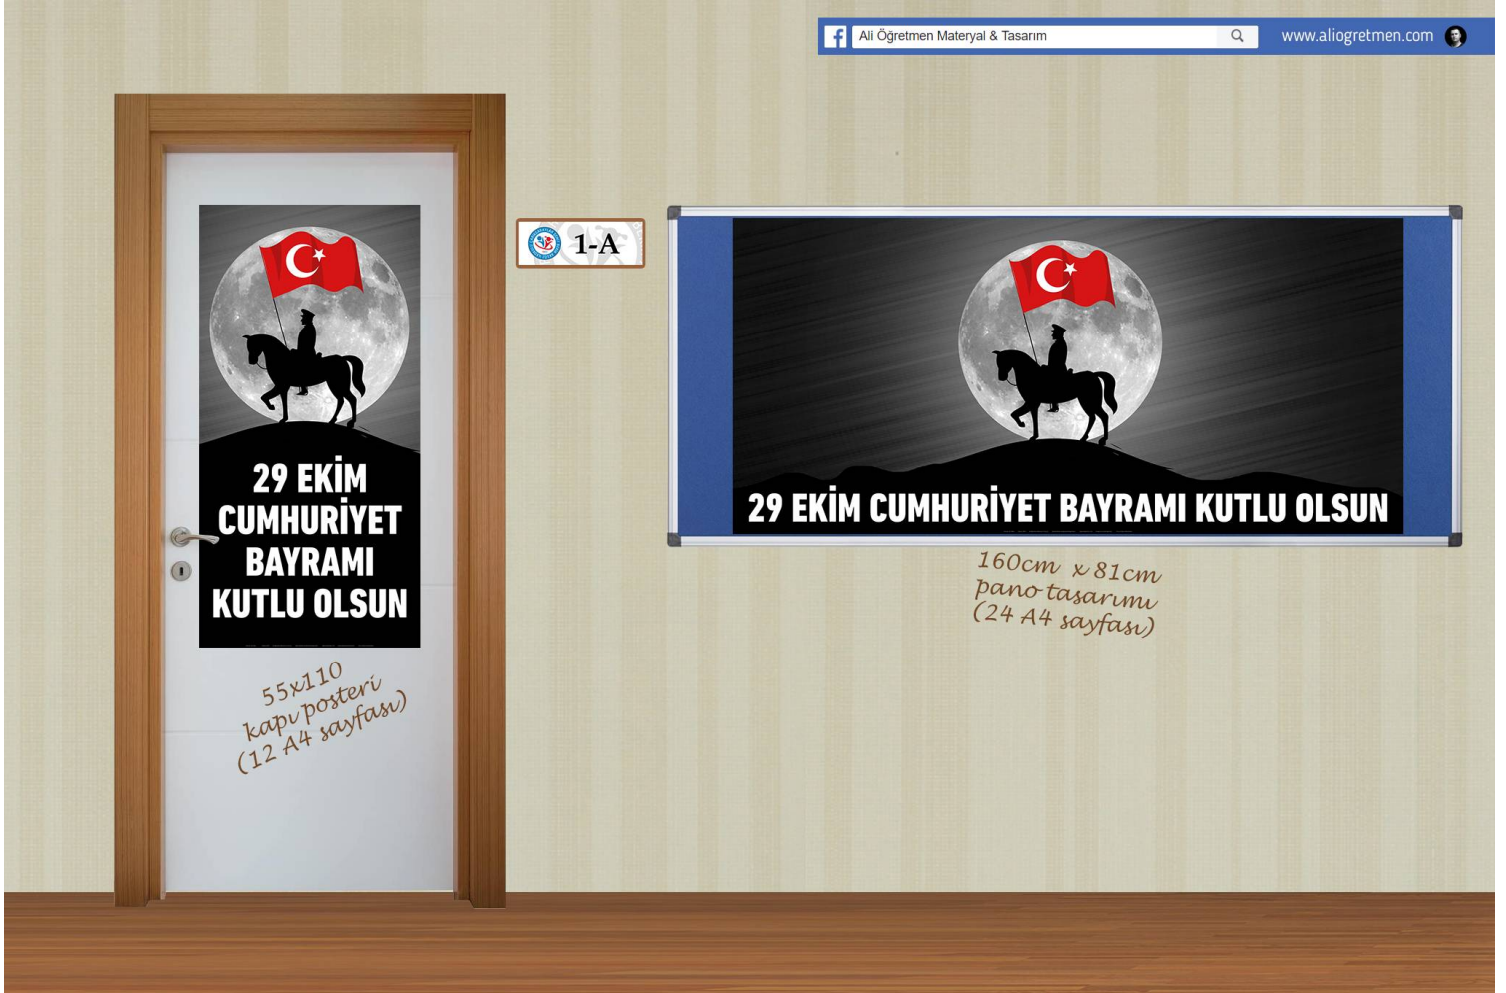 Ali Öğretmen Materyal & Tasarım
www.aliogretmen.com
1-A
29 EKİM
CUMHURİYET
BAYRAMI
KUTLU OLSUN
29 EKİM CUMHURİYET BAYRAMI KUTLU OLSUN
160cm x 81cm
pano tasarımı
(24 A4 sayfası)
55x110
kapı posteri
(12 A4 sayfası)